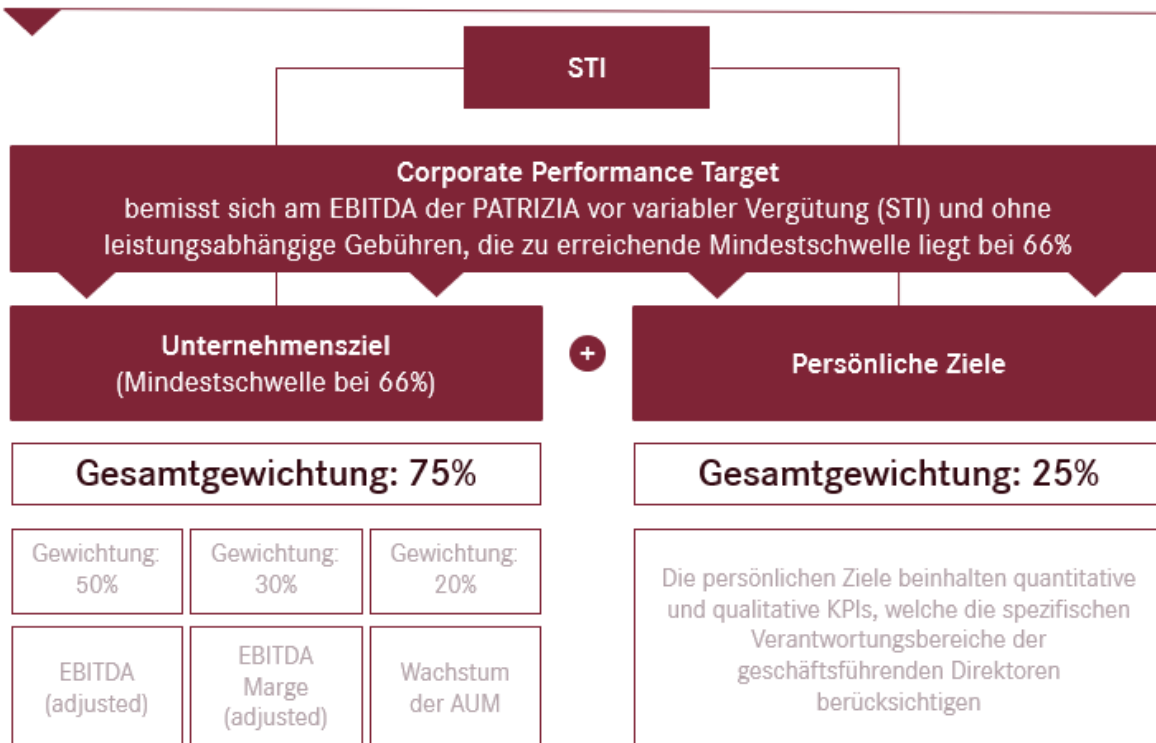 STI
Corporate Performance Target
bemisst sich am EBITDA der PATRIZIA vor variabler Vergütung (STI) und ohne
leistungsabhängige Gebühren, die zu erreichende Mindestschwelle liegt bei 66%
Unternehmensziel
(Mindestschwelle bei 66%)
+
Persönliche Ziele
Gesamtgewichtung: 75%
Gesamtgewichtung: 25%
Gewichtung:
50%
Gewichtung:
30%
Gewichtung:
20%
EBITDA
(adjusted)
EBITDA
Marge
(adjusted)
Wachstum
der AUM
Die persönlichen Ziele beinhalten quantitative
und qualitative KPIs, welche die spezifischen
Verantwortungsbereiche der
geschäftsführenden Direktoren
berücksichtigen